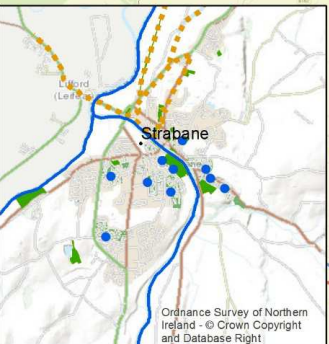 Lifford
(Leifear)
Strabane
Ordnance Survey of Northern
Ireland - © Crown Copyright
and Database Right